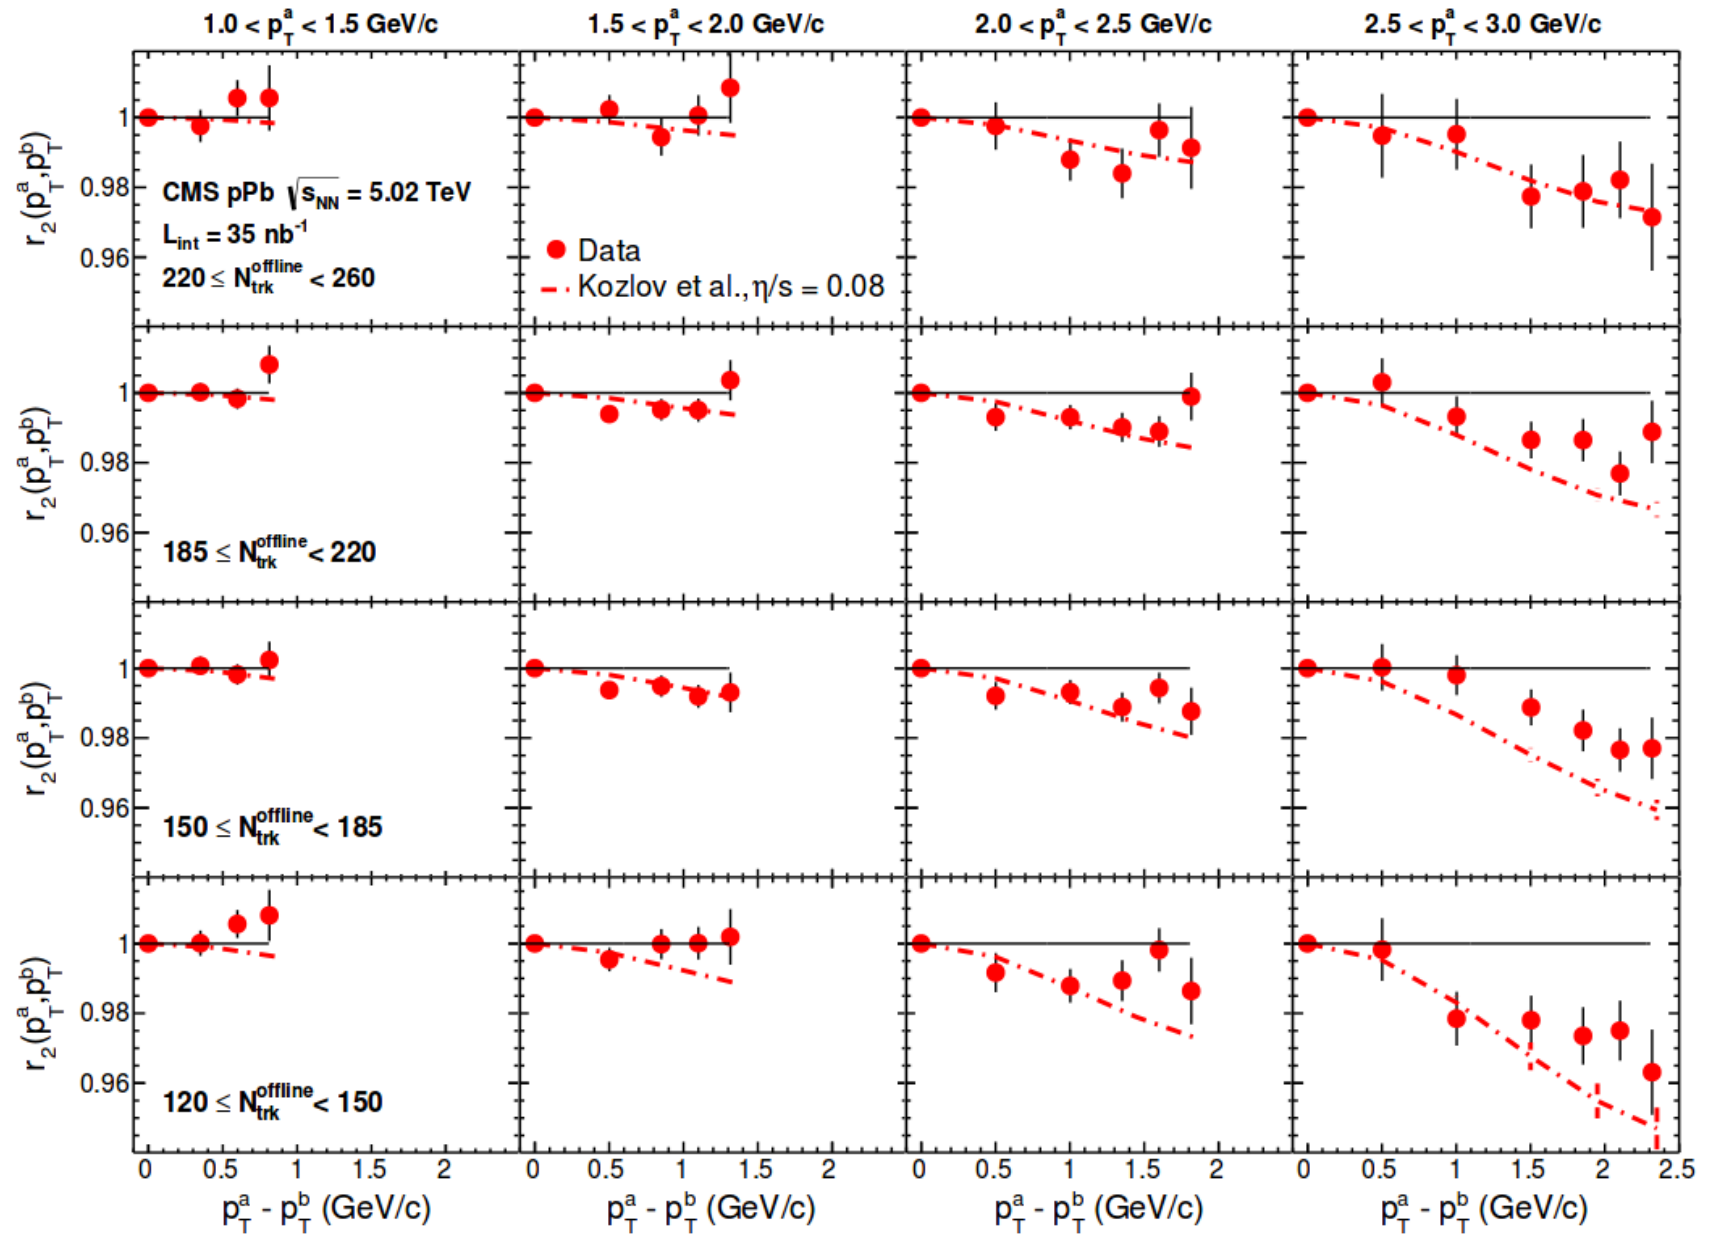 1.0 < p_T^a < 1.5 GeV/c 1.5 < p_T^a < 2.0 GeV/c 2.0 < p_T^a < 2.5 GeV/c 2.5 < p_T^a < 3.0 GeV/c
r_2(p_T^a,p_T^b)
1
0.98
0.96
CMS pPb √s_NN = 5.02 TeV
L_int = 35 nb^-1
220 ≤ N_trk^offline < 260
Data
Kozlov et al., η/s = 0.08
r_2(p_T^a,p_T^b)
1
0.98
0.96
185 ≤ N_trk^offline < 220
r_2(p_T^a,p_T^b)
1
0.98
0.96
150 ≤ N_trk^offline < 185
r_2(p_T^a,p_T^b)
1
0.98
0.96
120 ≤ N_trk^offline < 150
0 0.5 1 1.5 2 0 0.5 1 1.5 2 0 0.5 1 1.5 2 0 0.5 1 1.5 2 2.5
p_T^a - p_T^b (GeV/c) p_T^a - p_T^b (GeV/c) p_T^a - p_T^b (GeV/c) p_T^a - p_T^b (GeV/c)